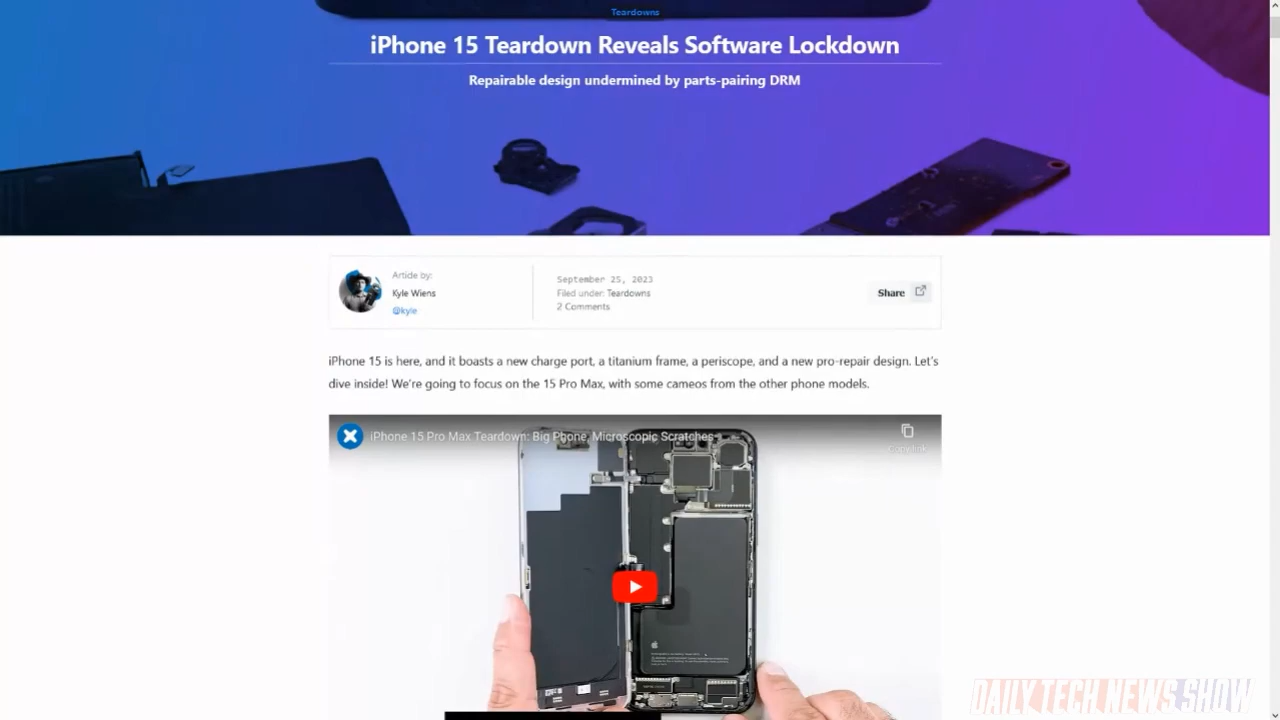 Teardowns
iPhone 15 Teardown Reveals Software Lockdown
Repairable design undermined by parts-pairing DRM
Article by:
Kyle Wiens
@kyle
September 25, 2023
Filed under: Teardowns
2 Comments
Share
iPhone 15 is here, and it boasts a new charge port, a titanium frame, a periscope, and a new pro-repair design. Let's
dive inside! We're going to focus on the 15 Pro Max, with some cameos from the other phone models.
iPhone 15 Pro Max Teardown: Big Phone, Microscopic Scratches
Copy link
DAILY TECH NEWS SHOW